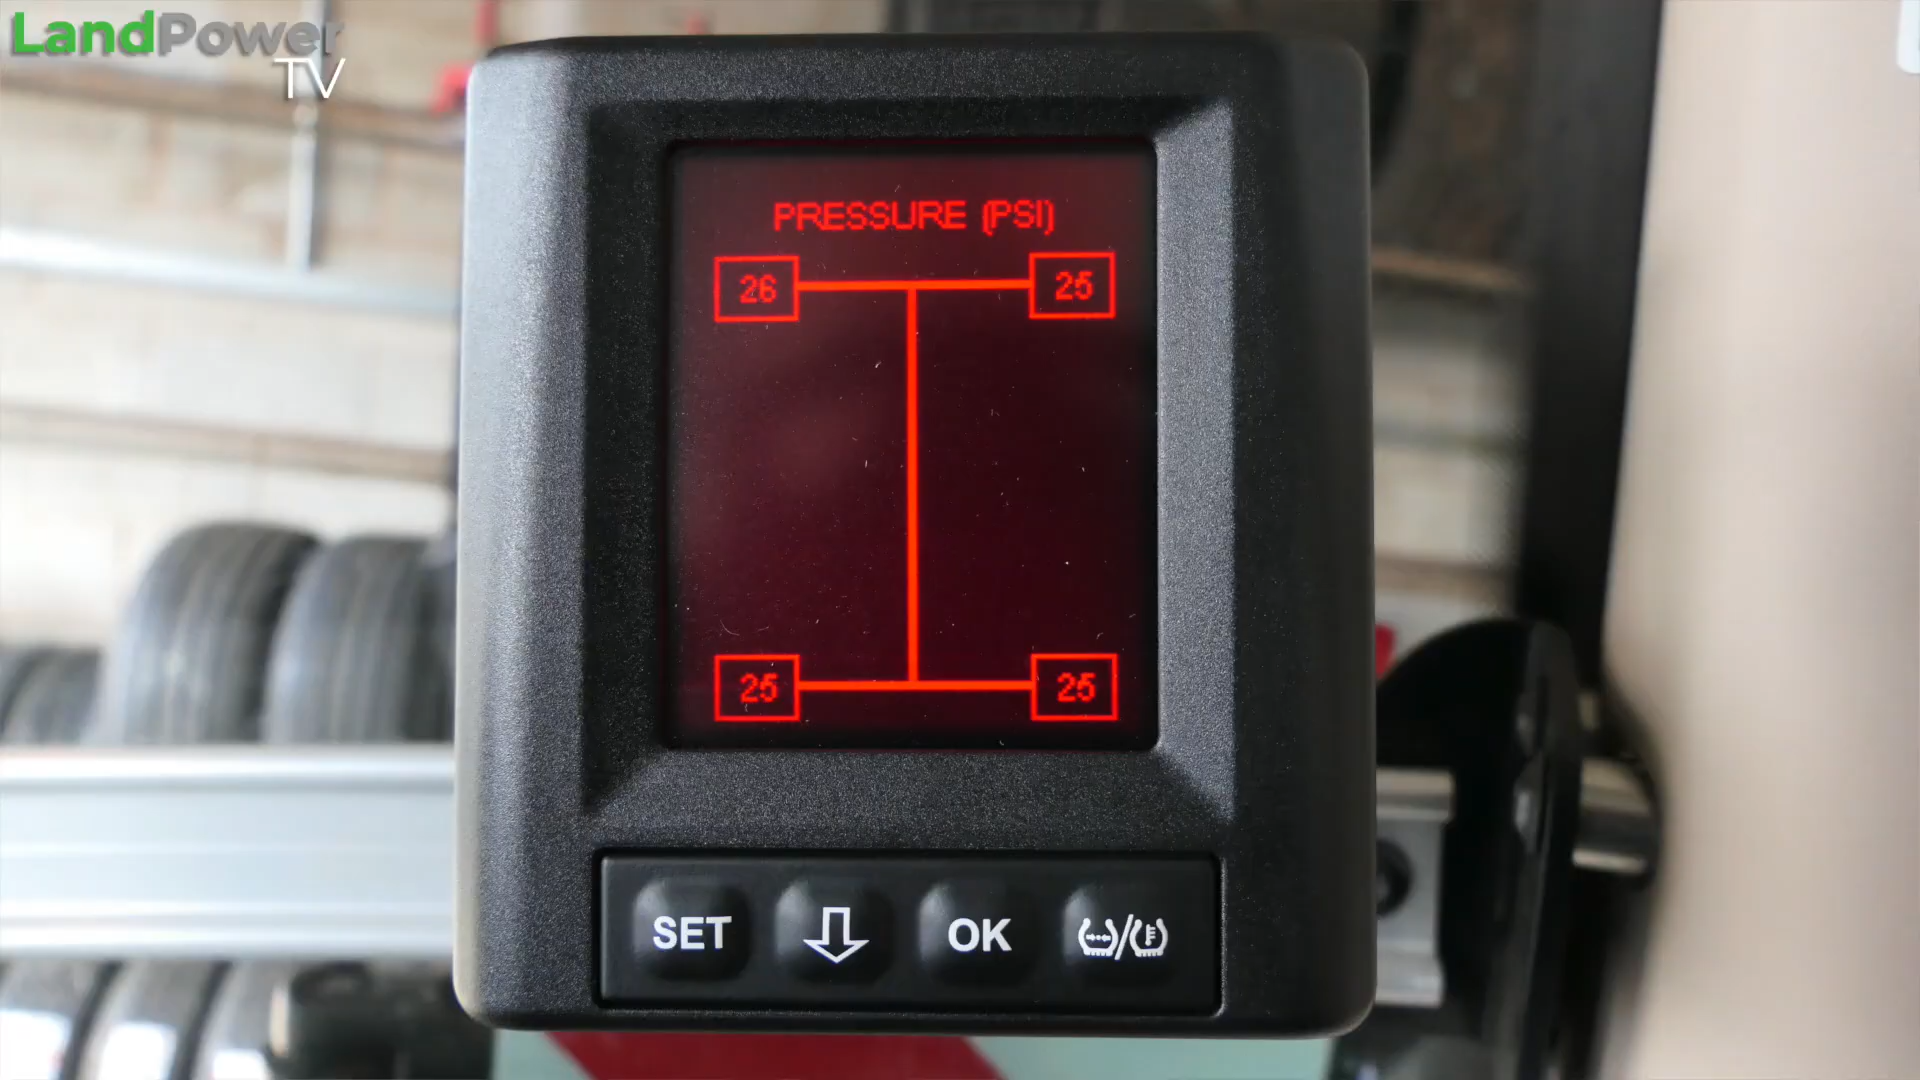 LandPower
TV
PRESSURE (PSI)
26 25
25 25
SET OK